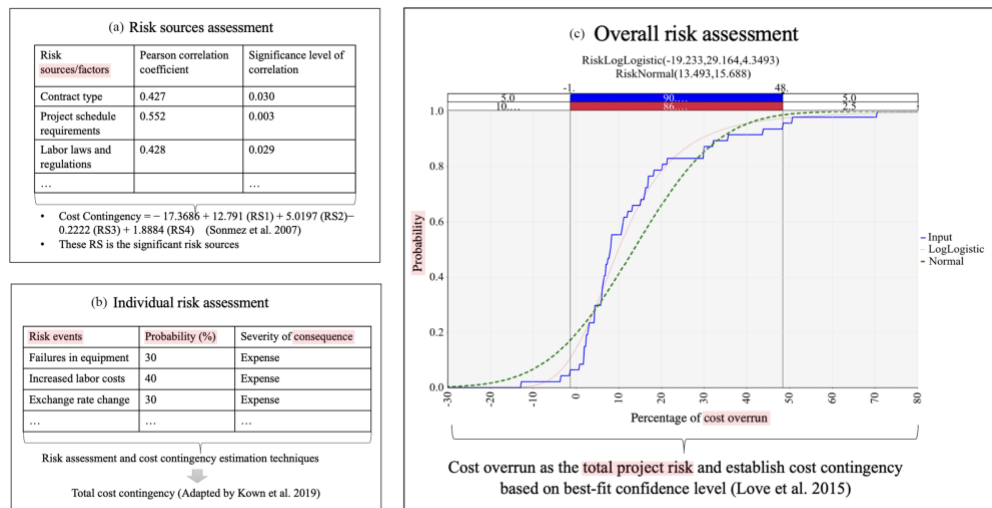 (a) Risk sources assessment
Risk sources/factors
Pearson correlation coefficient
Significance level of correlation
Contract type
0.427
0.030
Project schedule requirements
0.552
0.003
Labor laws and regulations
0.428
0.029
…
…
• Cost Contingency = − 17.3686 + 12.791 (RS1) + 5.0197 (RS2)−
0.2222 (RS3) + 1.8884 (RS4) (Sonmez et al. 2007)
• These RS is the significant risk sources
(b) Individual risk assessment
Risk events
Probability (%)
Severity of consequence
Failures in equipment
30
Expense
Increased labor costs
40
Expense
Exchange rate change
30
Expense
…
…
…
Risk assessment and cost contingency estimation techniques
Total cost contingency (Adapted by Kown et al. 2019)
(c) Overall risk assessment
RiskLogLogistic(-19.233,29.164,4.3493)
RiskNormal(13.493,15.688)
-1.
48.
5.0
90....
5.0
10....
86....
2.5
1.0
0.8
0.6
0.4
0.2
0.0
Probability
-30
-20
-10
0
10
20
30
40
50
60
70
80
Percentage of cost overrun
Input
LogLogistic
Normal
Cost overrun as the total project risk and establish cost contingency
based on best-fit confidence level (Love et al. 2015)